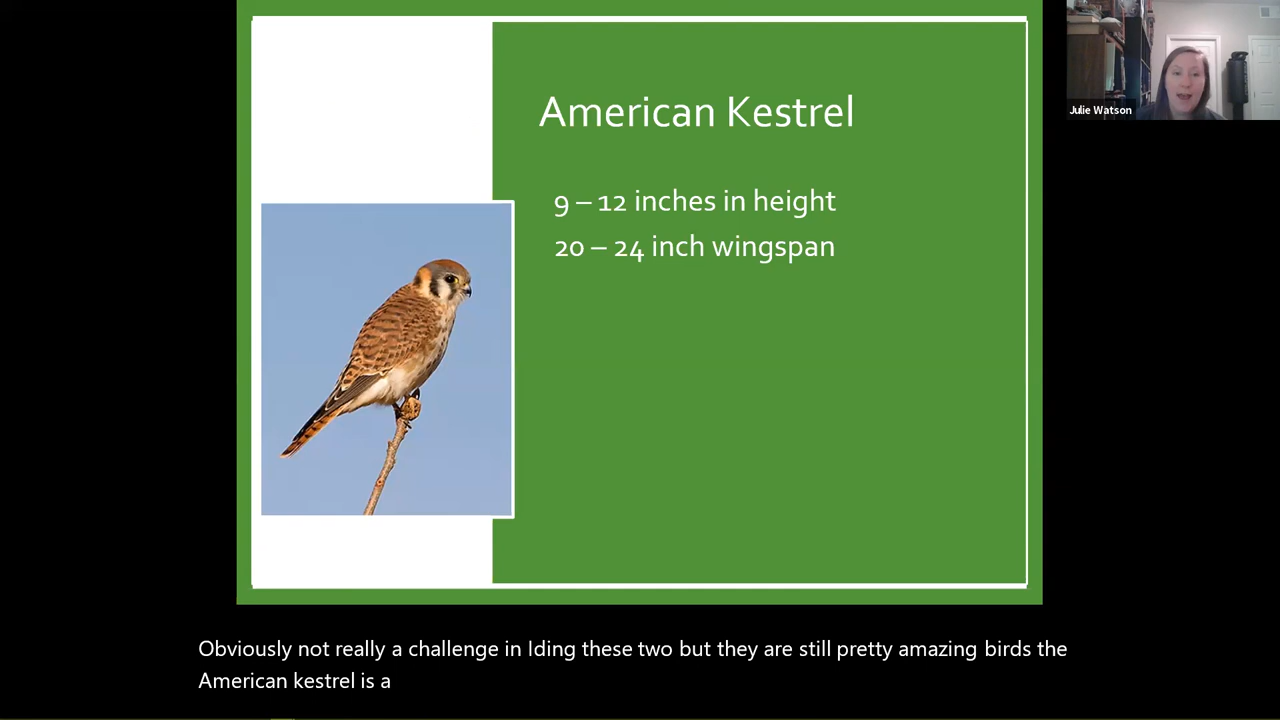 American Kestrel
9 – 12 inches in height
20 – 24 inch wingspan
Julie Watson
Obviously not really a challenge in Iding these two but they are still pretty amazing birds the
American kestrel is a